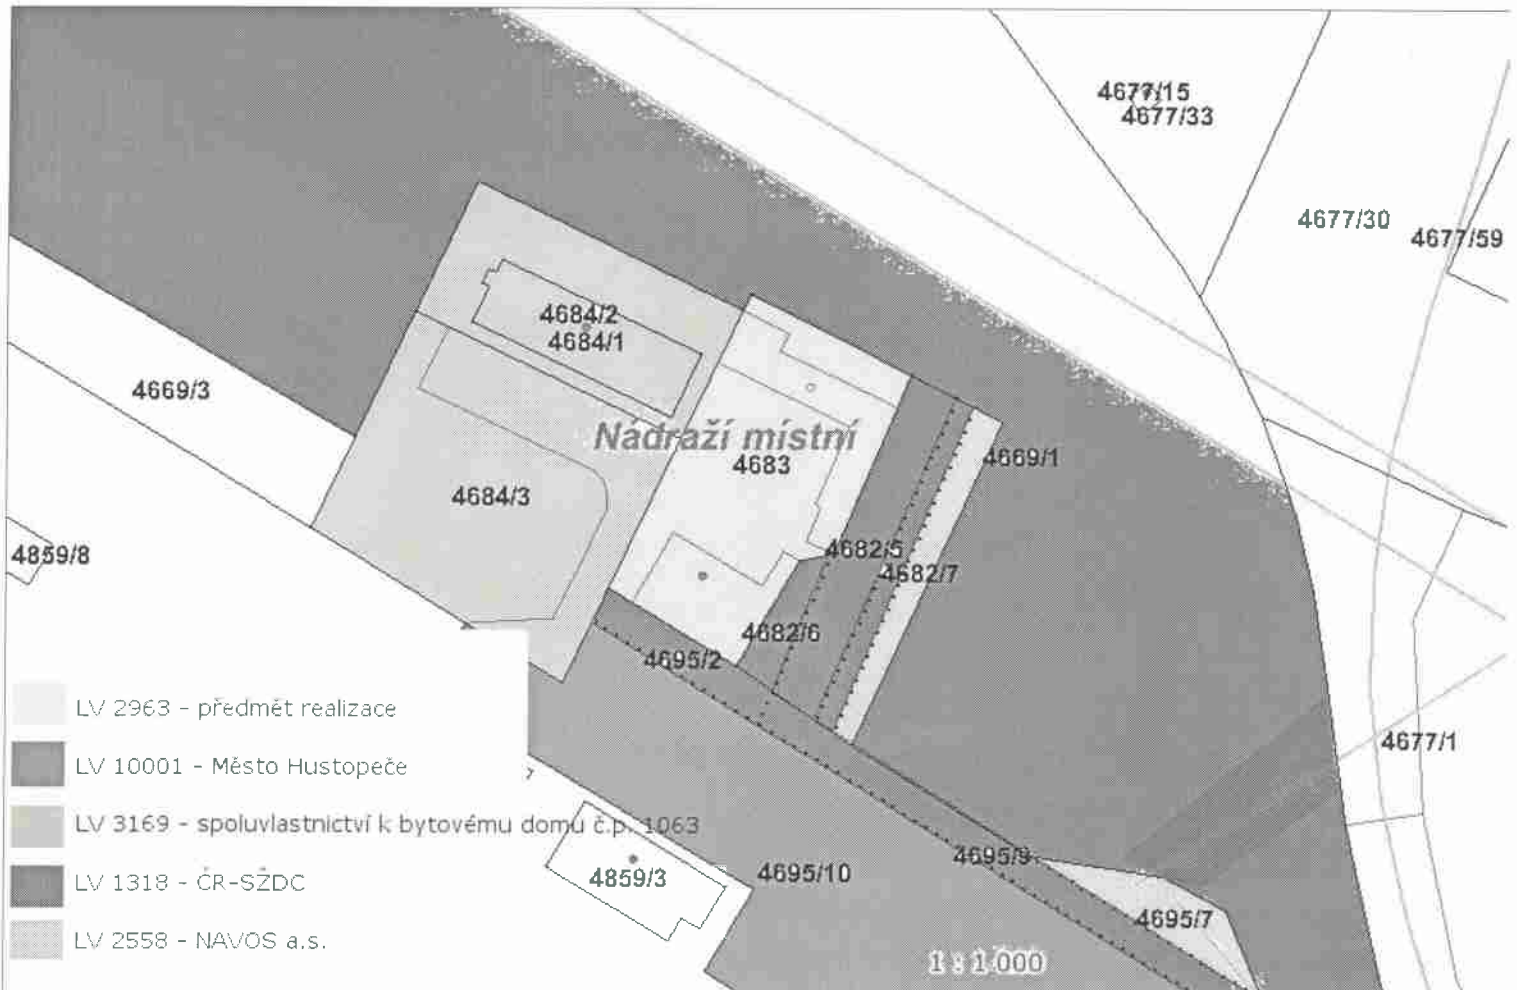 4677/15
4677/33
4677/30
4677/59
4684/2
4684/1
4669/3
Nádraží místní
4683
4669/1
4684/3
4859/8
4682/5
4682/7
4682/6
4695/2
LV 2963 - předmět realizace
4677/1
LV 10001 - Město Hustopeče
LV 3169 - spoluvlastnictví k bytovému domu č.p. 1063
4695/9
4859/3
4695/10
LV 1318 - ČR-SŽDC
4695/7
LV 2558 - NAVOS a.s.
1 : 1 000